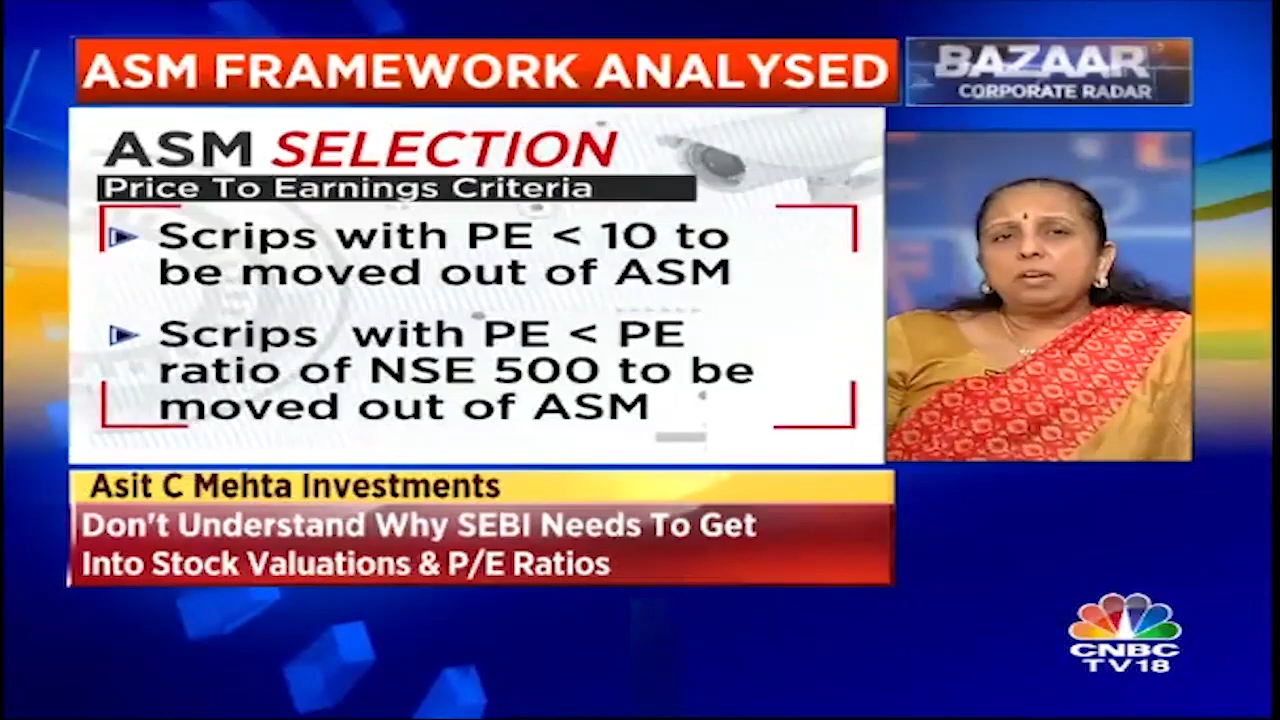 ASM FRAMEWORK ANALYSED
BAZAAR
CORPORATE RADAR
ASM SELECTION
Price To Earnings Criteria
Scrips with PE < 10 to
be moved out of ASM
Scrips with PE < PE
ratio of NSE 500 to be
moved out of ASM
Asit C Mehta Investments
Don't Understand Why SEBI Needs To Get
Into Stock Valuations & P/E Ratios
CNBC
TV18